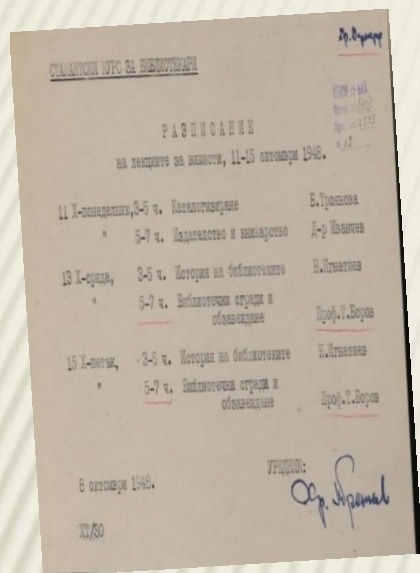 СТАЖАНТСКИ КУРС ЗА БИБЛИОТЕКАРИ
РАЗПИСАНИЕ
на лекциите за висисти, 11-15 октомври 1948.
11 X-понеделник, 3-5 ч. Каталогизиране Б.Троянова
" 5-7 ч. Издателство и книжарство Д-р Иванчев
13 X-сряда, 3-5 ч. История на библиотеките Н.Игнатиев
" 5-7 ч. Библиотечни сгради и
обзавеждане Проф.Т.Боров
15 X-петък, 3-5 ч. История на библиотеките Н.Игнатиев
" 5-7 ч. Библиотечни сгради и
обзавеждане Проф.Т.Боров
8 октомври 1948.
УРЕДНИК:
ХТ/30